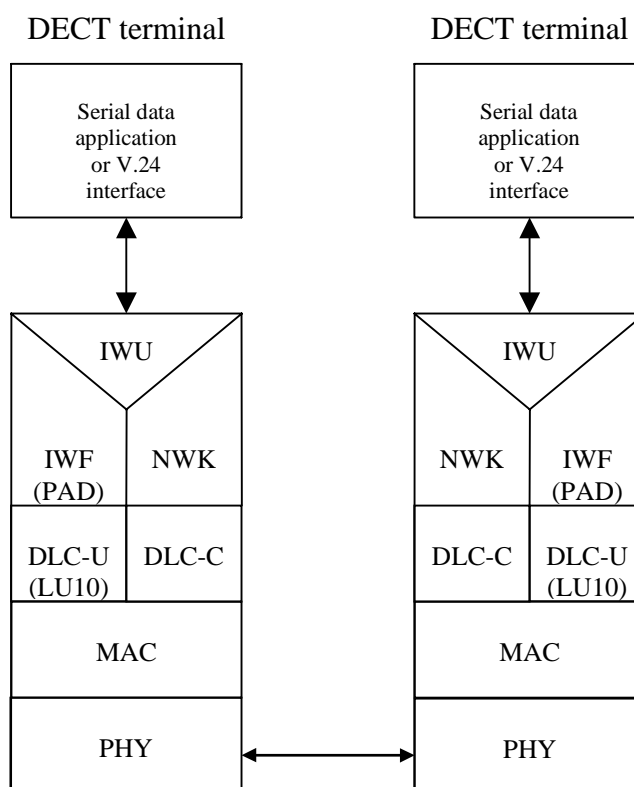 DECT terminal
Serial data
application
or V.24
interface
IWU
IWF
(PAD)
NWK
DLC-U
(LU10)
DLC-C
MAC
PHY
DECT terminal
Serial data
application
or V.24
interface
IWU
NWK
IWF
(PAD)
DLC-C
DLC-U
(LU10)
MAC
PHY